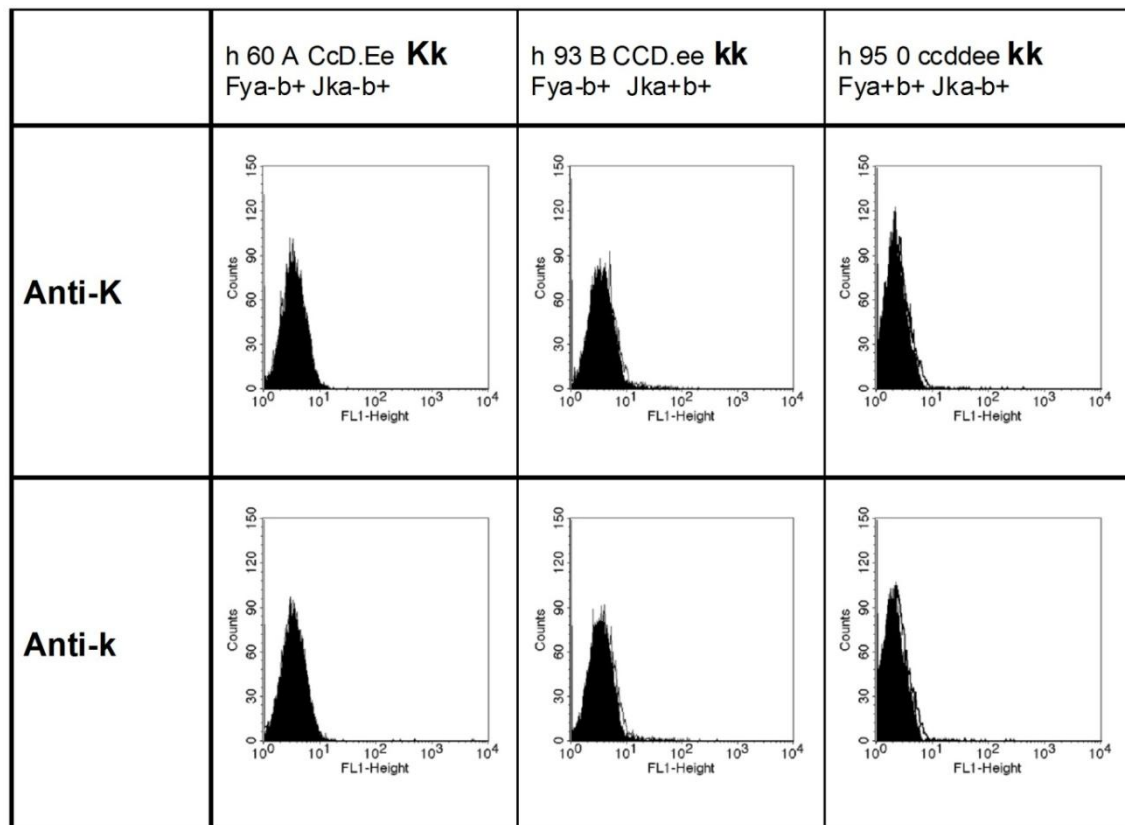 h 60 A CcD.Ee Kk
Fya-b+ Jka-b+
h 93 B CCD.ee kk
Fya-b+ Jka+b+
h 95 0 ccddee kk
Fya+b+ Jka-b+
Anti-K
150
120
90
60
30
0
Counts
10^0 10^1 10^2 10^3 10^4
FL1-Height
150
120
90
60
30
0
Counts
10^0 10^1 10^2 10^3 10^4
FL1-Height
150
120
90
60
30
0
Counts
10^0 10^1 10^2 10^3 10^4
FL1-Height
Anti-k
150
120
90
60
30
0
Counts
10^0 10^1 10^2 10^3 10^4
FL1-Height
150
120
90
60
30
0
Counts
10^0 10^1 10^2 10^3 10^4
FL1-Height
150
120
90
60
30
0
Counts
10^0 10^1 10^2 10^3 10^4
FL1-Height